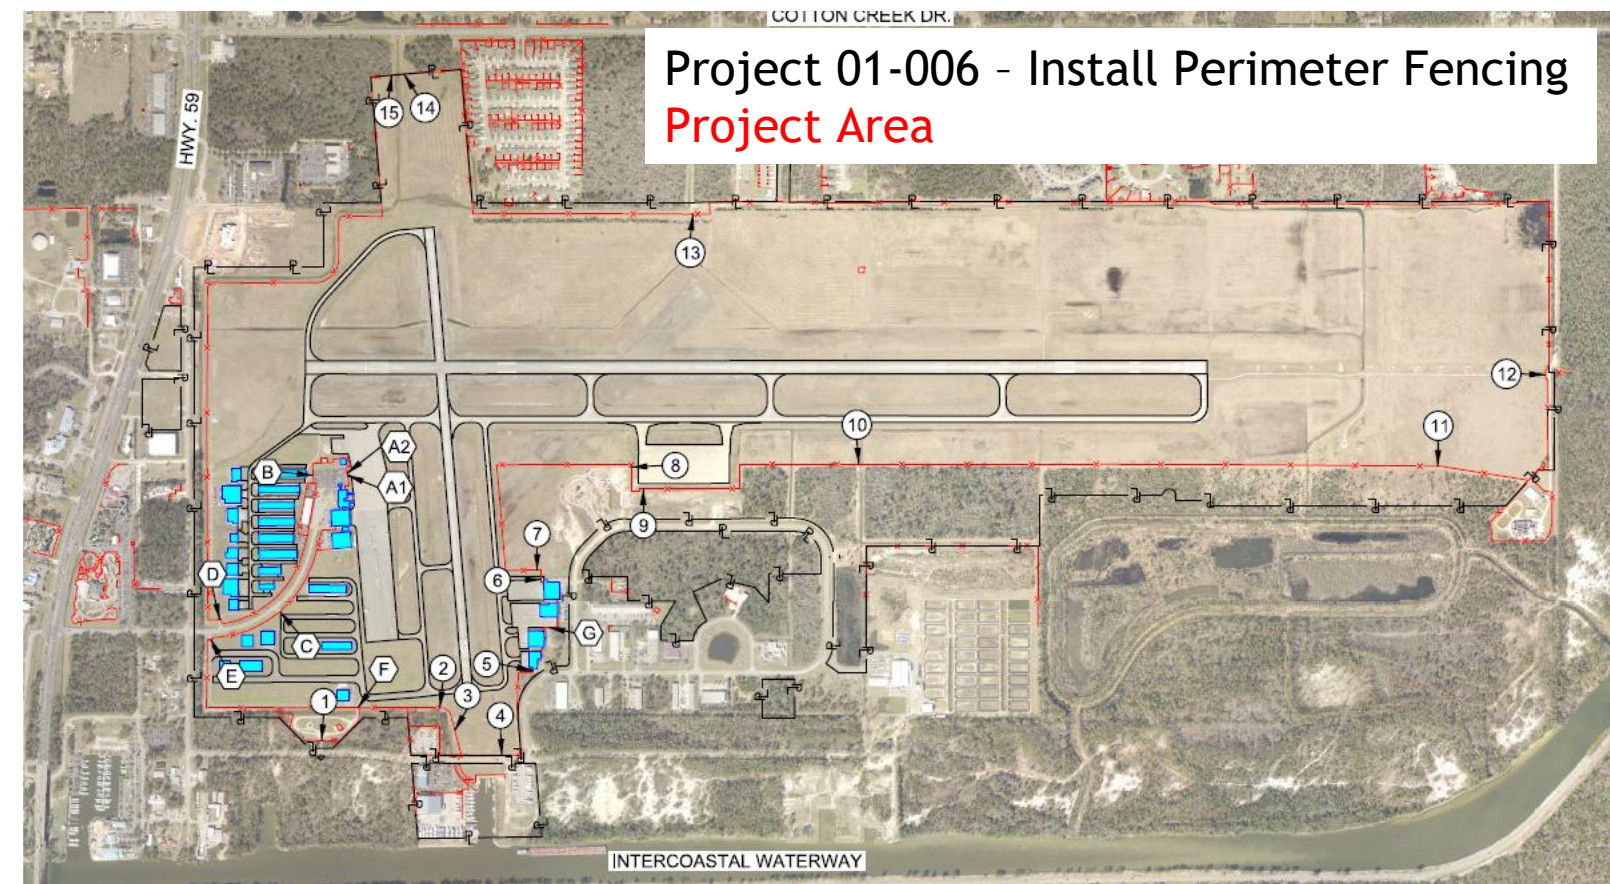 COTTON CREEK DR.
Project 01-006 – Install Perimeter Fencing
Project Area
HWY. 59
15
14
13
12
11
10
A2
B
8
A1
9
7
6
D
G
C
E
F
5
2
1
3
4
INTERCOASTAL WATERWAY